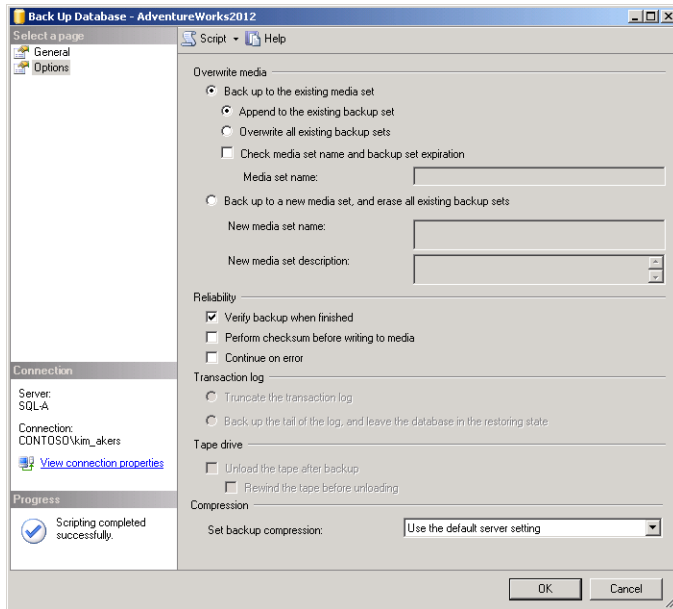 Back Up Database - AdventureWorks2012
Select a page
General
Options
Script Help
Overwrite media
Back up to the existing media set
Append to the existing backup set
Overwrite all existing backup sets
Check media set name and backup set expiration
Media set name:
Back up to a new media set, and erase all existing backup sets
New media set name:
New media set description:
Reliability
Verify backup when finished
Perform checksum before writing to media
Continue on error
Transaction log
Truncate the transaction log
Back up the tail of the log, and leave the database in the restoring state
Tape drive
Unload the tape after backup
Rewind the tape before unloading
Compression
Set backup compression: Use the default server setting
Connection
Server:
SQL-A
Connection:
CONTOSO\kim_akers
View connection properties
Progress
Scripting completed
successfully.
OK Cancel